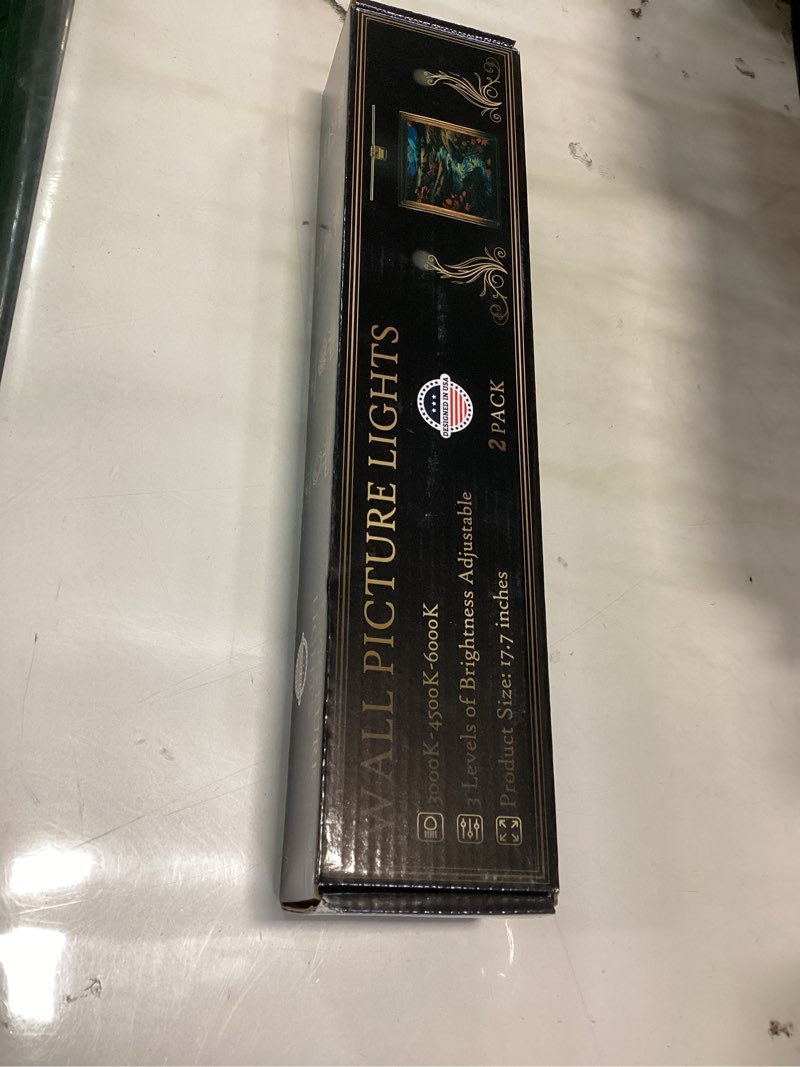 WALL PICTURE LIGHTS
3000K-4500K-6000K
3 Levels of Brightness Adjustable
Product Size: 17.7 inches
DESIGNED IN USA
2 PACK